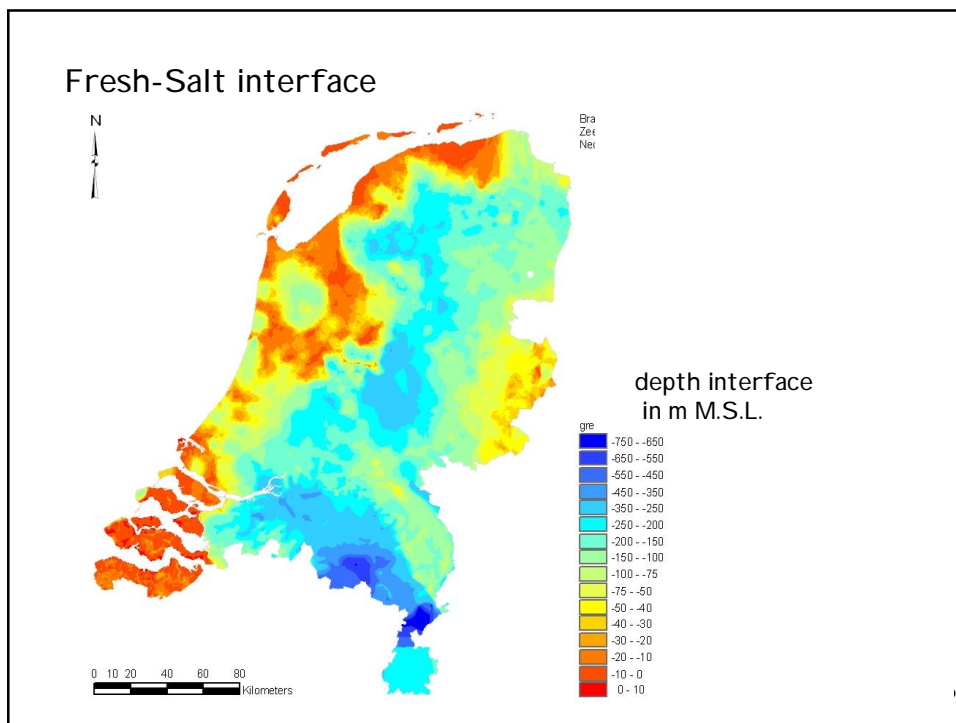 Fresh-Salt interface
N
Bra
Zee
Ned
depth interface
in m M.S.L.
gre
-750 - -650
-650 - -550
-550 - -450
-450 - -350
-350 - -250
-250 - -200
-200 - -150
-150 - -100
-100 - -75
-75 - -50
-50 - -40
-40 - -30
-30 - -20
-20 - -10
-10 - 0
0 - 10
0 10 20 40 60 80
Kilometers